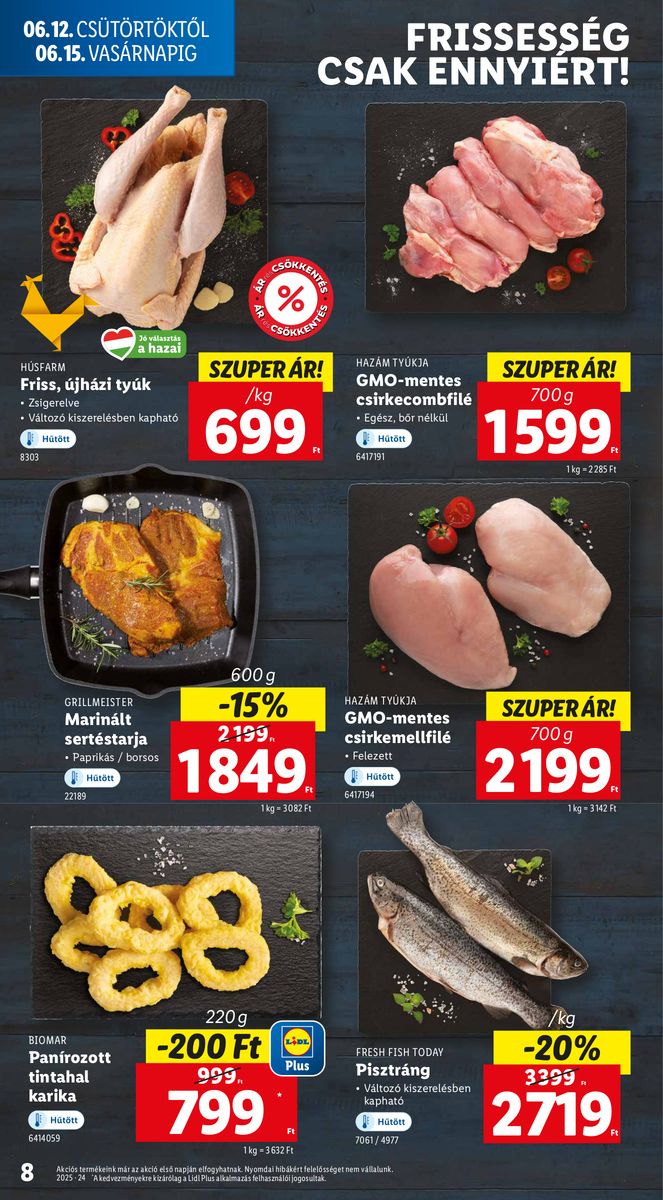 06.12. CSÜTÖRTÖKTŐL
06.15. VASÁRNAPIG
FRISSESSÉG
CSAK ENNYIÉRT!
ÁRCSÖKKENTÉS
%
ÁRCSÖKKENTÉS
Jó választás
a hazai
HÚSFARM
Friss, újházi tyúk
• Zsigerelve
• Változó kiszerelésben kapható
Hűtött
8303
SZUPER ÁR!
/kg
699 Ft
HAZÁM TYÚKJA
GMO-mentes
csirkecombfilé
• Egész, bőr nélkül
Hűtött
6417191
SZUPER ÁR!
700 g
1599 Ft
1 kg = 2 285 Ft
GRILLMEISTER
Marinált
sertéstarja
• Paprikás / borsos
Hűtött
22189
600 g
-15%
2 199 Ft
1849 Ft
1 kg = 3 082 Ft
HAZÁM TYÚKJA
GMO-mentes
csirkemellfilé
• Felezett
Hűtött
6417194
SZUPER ÁR!
700 g
2199 Ft
1 kg = 3 142 Ft
BIOMAR
Panírozott
tintahal
karika
Hűtött
6414059
220 g
-200 Ft
LIDL
Plus
999 Ft
799 Ft *
1 kg = 3 632 Ft
FRESH FISH TODAY
Pisztráng
• Változó kiszerelésben
kapható
Hűtött
7061 / 4977
/kg
-20%
3399 Ft
2719 Ft
8
Akciós termékeink már az akció első napján elfogyhatnak. Nyomdai hibákért felelősséget nem vállalunk.
2025 • 24 *A kedvezményekre kizárólag a Lidl Plus alkalmazás felhasználói jogosultak.